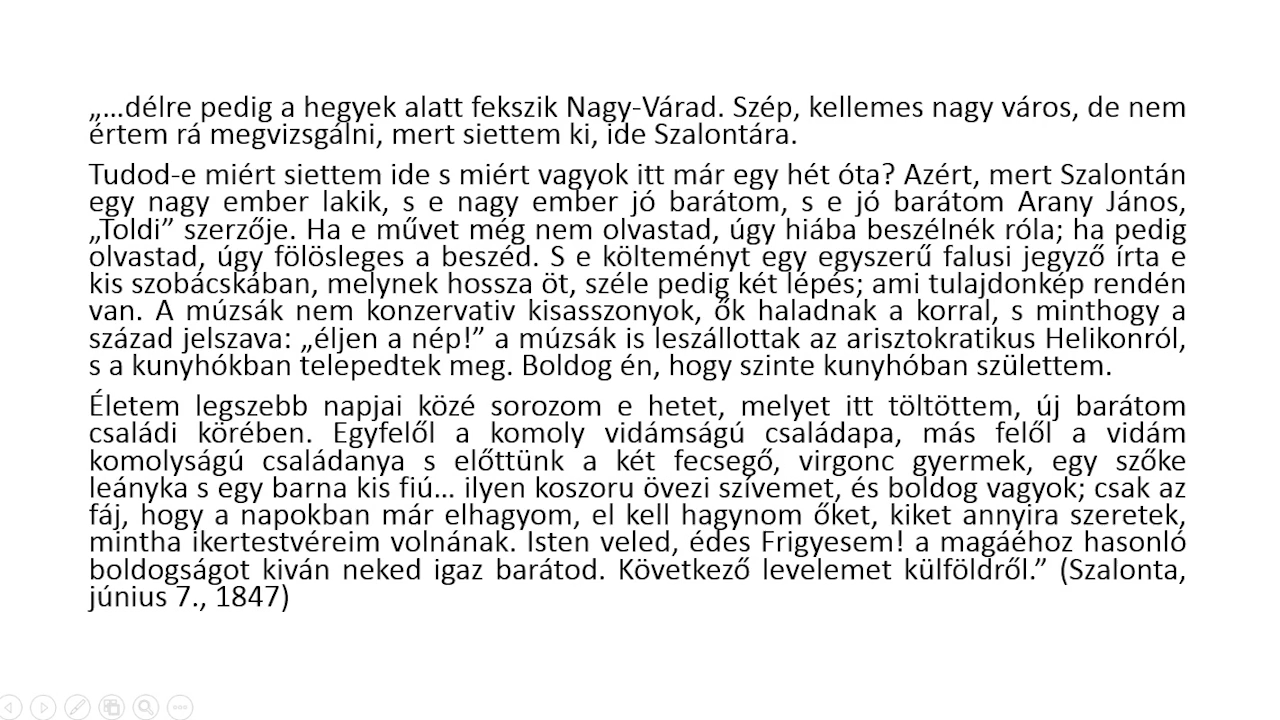 „...délre pedig a hegyek alatt fekszik Nagy-Várad. Szép, kellemes nagy város, de nem
értem rá megvizsgálni, mert siettem ki, ide Szalontára.
Tudod-e miért siettem ide s miért vagyok itt már egy hét óta? Azért, mert Szalontán
egy nagy ember lakik, s e nagy ember jó barátom, s e jó barátom Arany János,
„Toldi” szerzője. Ha e művet még nem olvastad, úgy hiába beszélnék róla; ha pedig
olvastad, úgy fölösleges a beszéd. S e költeményt egy egyszerű falusi jegyző írta e
kis szobácskában, melynek hossza öt, széle pedig két lépés; ami tulajdonkép rendén
van. A múzsák nem konzervativ kisasszonyok, ők haladnak a korral, s minthogy a
század jelszava: „éljen a nép!” a múzsák is leszállottak az arisztokratikus Helikonról,
s a kunyhókban telepedtek meg. Boldog én, hogy szinte kunyhóban születtem.
Életem legszebb napjai közé sorozom e hetet, melyet itt töltöttem, új barátom
családi körében. Egyfelől a komoly vidámságú családapa, más felől a vidám
komolyságú családanya s előttünk a két fecsegő, virgonc gyermek, egy szőke
leányka s egy barna kis fiú... ilyen koszoru övezi szívemet, és boldog vagyok; csak az
fáj, hogy a napokban már elhagyom, el kell hagynom őket, kiket annyira szeretek,
mintha ikertestvéreim volnának. Isten veled, édes Frigyesem! a magáéhoz hasonló
boldogságot kiván neked igaz barátod. Következő levelemet külföldről.” (Szalonta,
június 7., 1847)